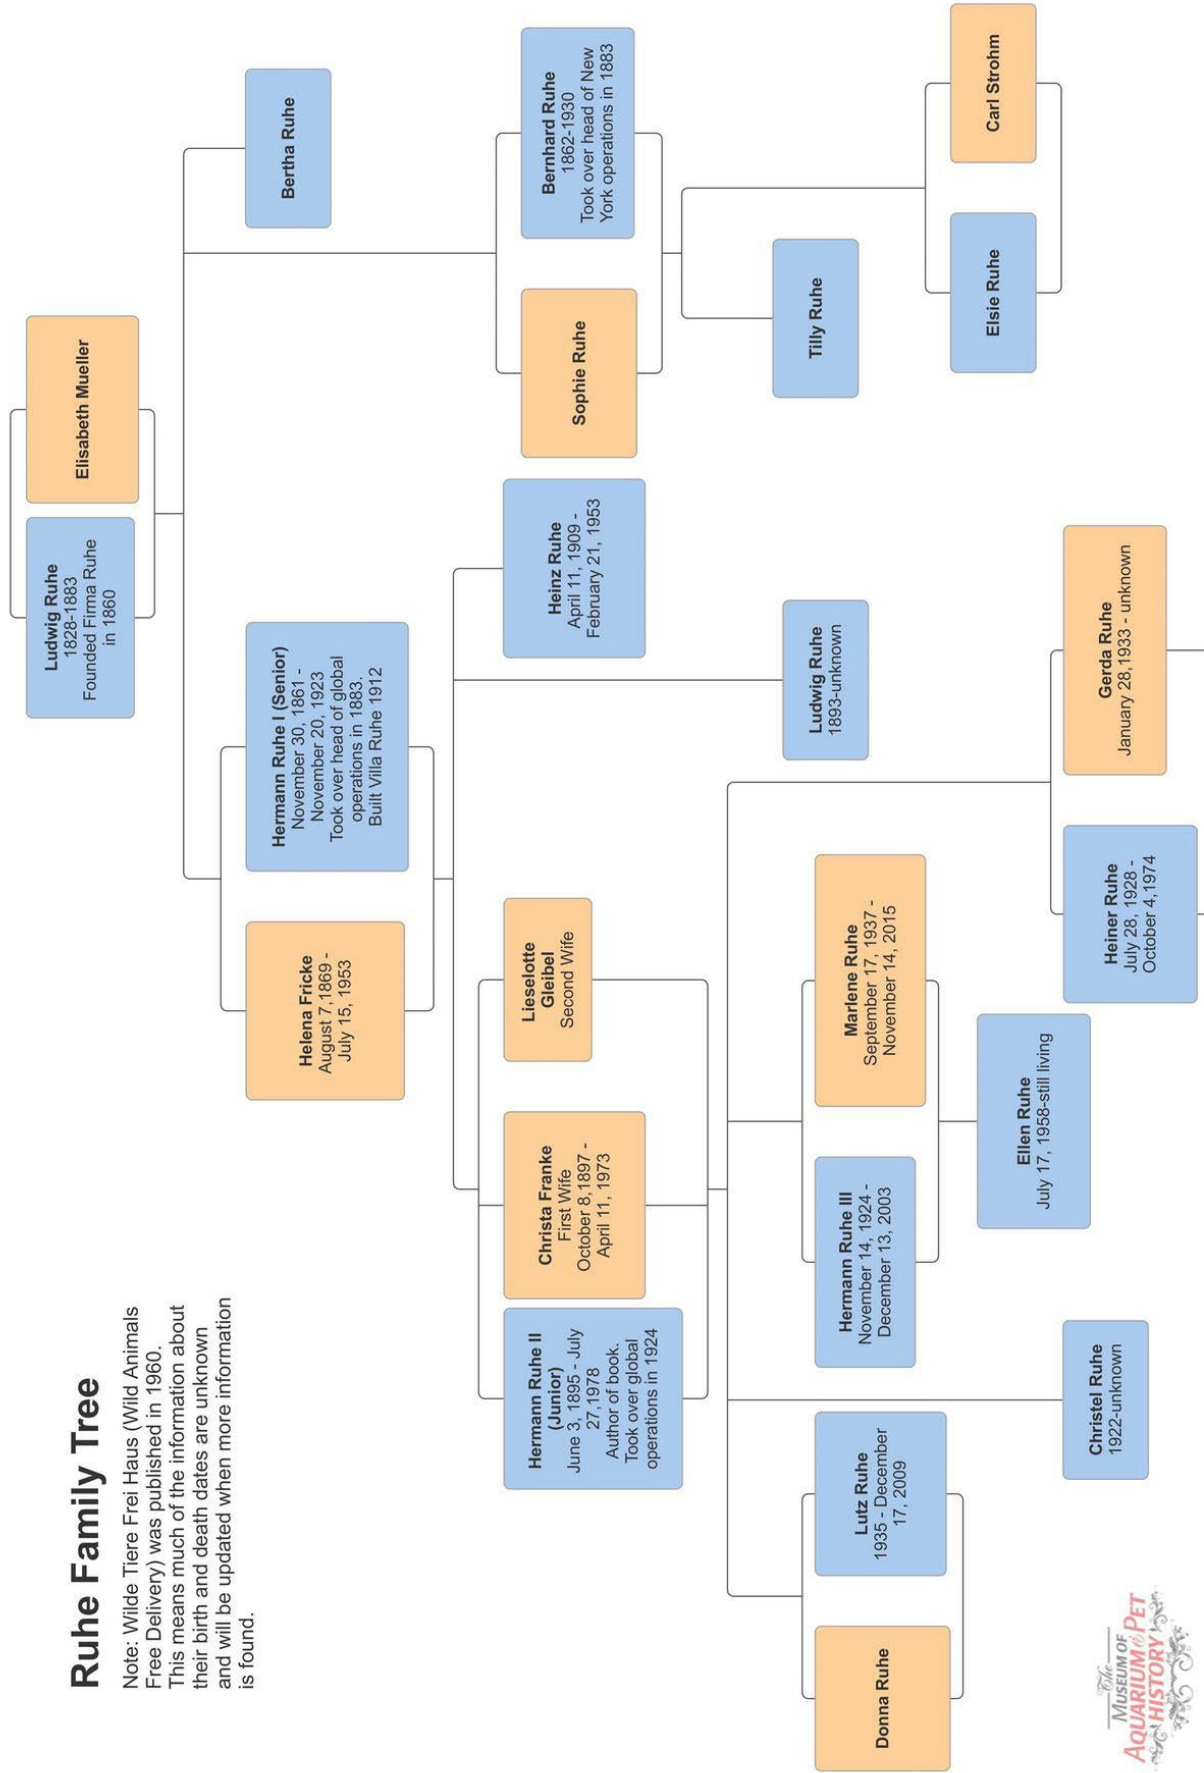 Ruhe Family Tree
Note: Wilde Tiere Frei Haus (Wild Animals
Free Delivery) was published in 1960.
This means much of the information about
their birth and death dates are unknown
and will be updated when more information
is found.
Ludwig Ruhe
1828-1883
Founded Firma Ruhe
in 1860
Elisabeth Mueller
Helena Fricke
August 7,1869 -
July 15, 1953
Hermann Ruhe I (Senior)
November 30, 1861 -
November 20, 1923
Took over head of global
operations in 1883.
Built Villa Ruhe 1912
Bertha Ruhe
Hermann Ruhe II
(Junior)
June 3, 1895 - July
27,1978
Author of book.
Took over global
operations in 1924
Christa Franke
First Wife
October 8,1897 -
April 11, 1973
Lieselotte
Gleibel
Second Wife
Heinz Ruhe
April 11, 1909 -
February 21, 1953
Sophie Ruhe
Bernhard Ruhe
1862-1930
Took over head of New
York operations in 1883
Ludwig Ruhe
1893-unknown
Tilly Ruhe
Donna Ruhe
Lutz Ruhe
1935 - December
17, 2009
Hermann Ruhe III
November 14, 1924 -
December 13, 2003
Marlene Ruhe
September 17, 1937 -
November 14, 2015
Elsie Ruhe
Carl Strohm
Ellen Ruhe
July 17, 1958-still living
Christel Ruhe
1922-unknown
Heiner Ruhe
July 28, 1928 -
October 4,1974
Gerda Ruhe
January 28,1933 - unknown
The
MUSEUM OF
AQUARIUM & PET
HISTORY